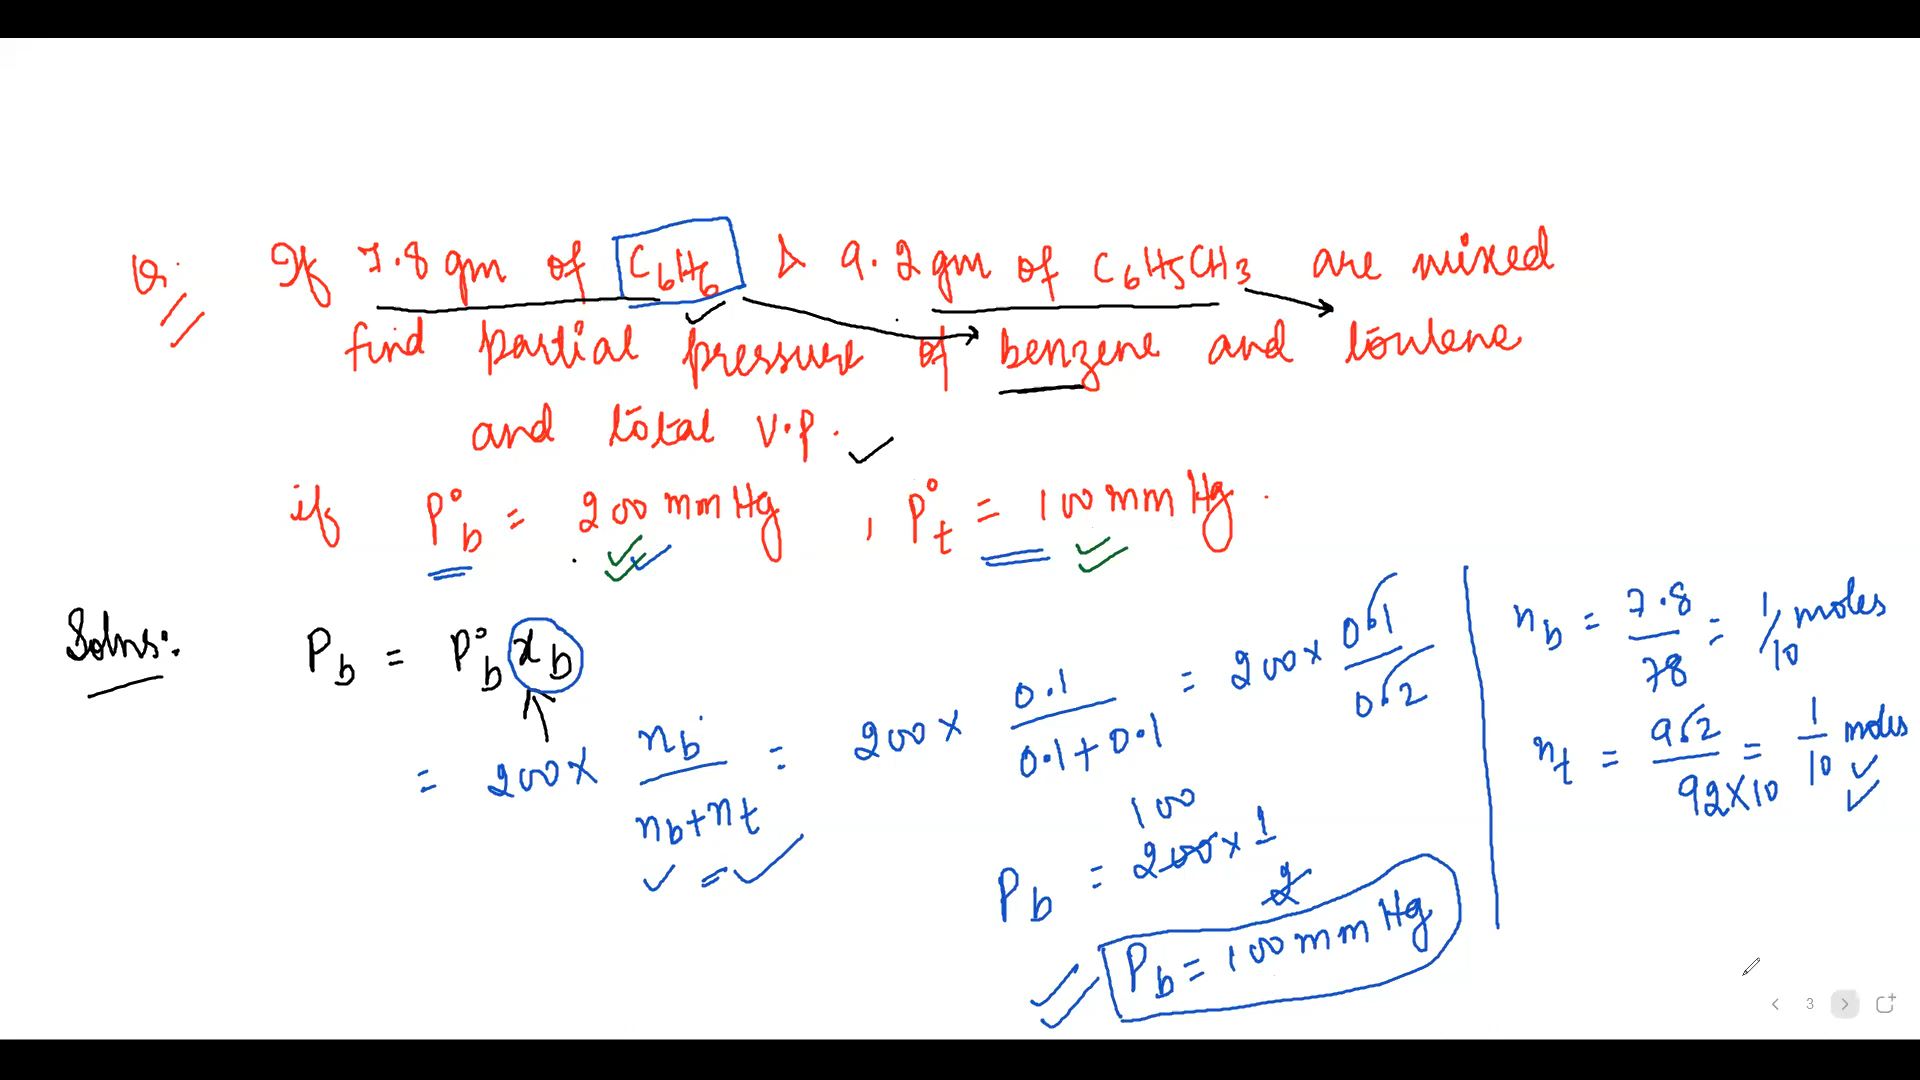 Q. If 7.8 gm of C6H6 & 9.2 gm of C6H5CH3 are mixed
find partial pressure of benzene and toulene
and total V.P.
if P°b = 200 mm Hg , P°t = 100 mm Hg.
Solns: Pb = P°b xb
= 200 × nb / nb+nt = 200 × 0.1 / 0.1+0.1 = 200 × 0.1 / 0.2
Pb = 200 × 1 / 2
100
Pb = 100 mm Hg
nb = 7.8 / 78 = 1/10 moles
nt = 9.2 / 92×10 = 1/10 moles
3